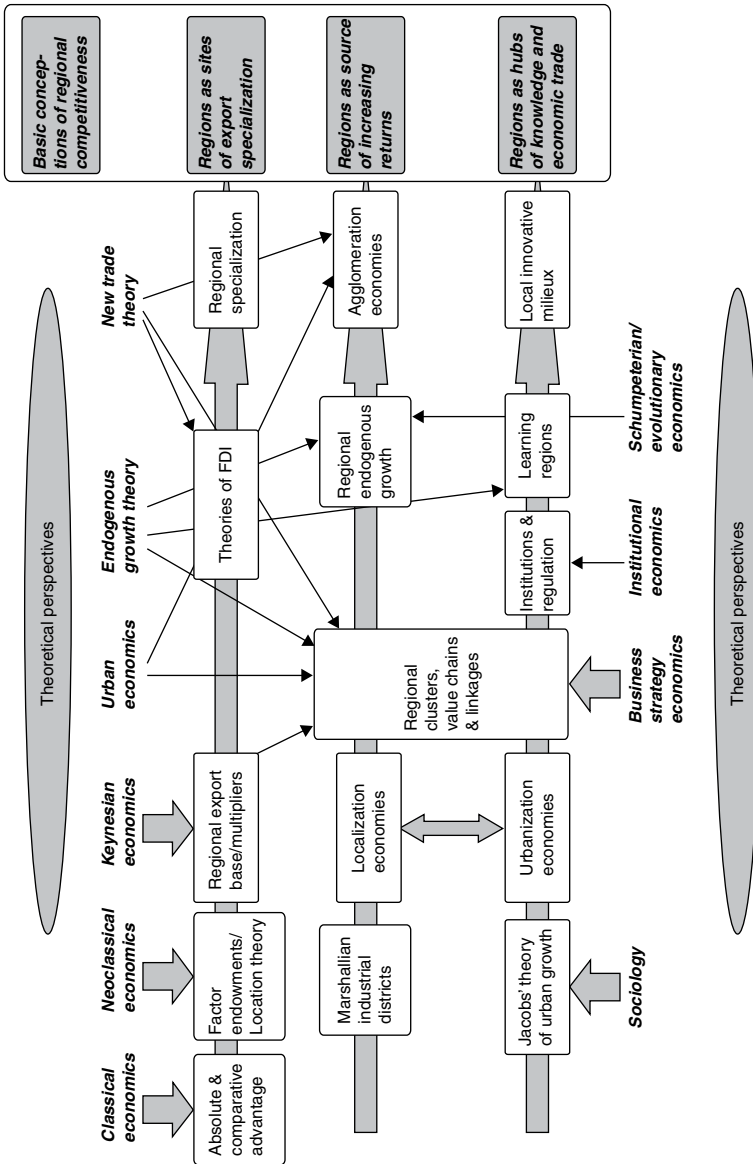 Theoretical perspectives
Classical economics
Neoclassical
economics
Keynesian
economics
Urban
economics
Endogenous
growth theory
New trade
theory
Basic concep-
tions of regional
competitiveness
Absolute &
comparative
advantage
Factor
endowments/
Location theory
Regional export
base/multipliers
Theories of FDI
Regional
specialization
Regions as sites
of export
specialization
Marshallian
industrial
districts
Localization
economies
Regional
clusters,
value chains
& linkages
Regional
endogenous
growth
Agglomeration
economies
Regions as source
of increasing
returns
Jacobs' theory
of urban growth
Urbanization
economies
Institutions &
regulation
Learning
regions
Local innovative
milieux
Regions as hubs
of knowledge and
economic trade
Sociology
Business
strategy
economics
Institutional
economics
Schumpeterian/
evolutionary
economics
Theoretical perspectives